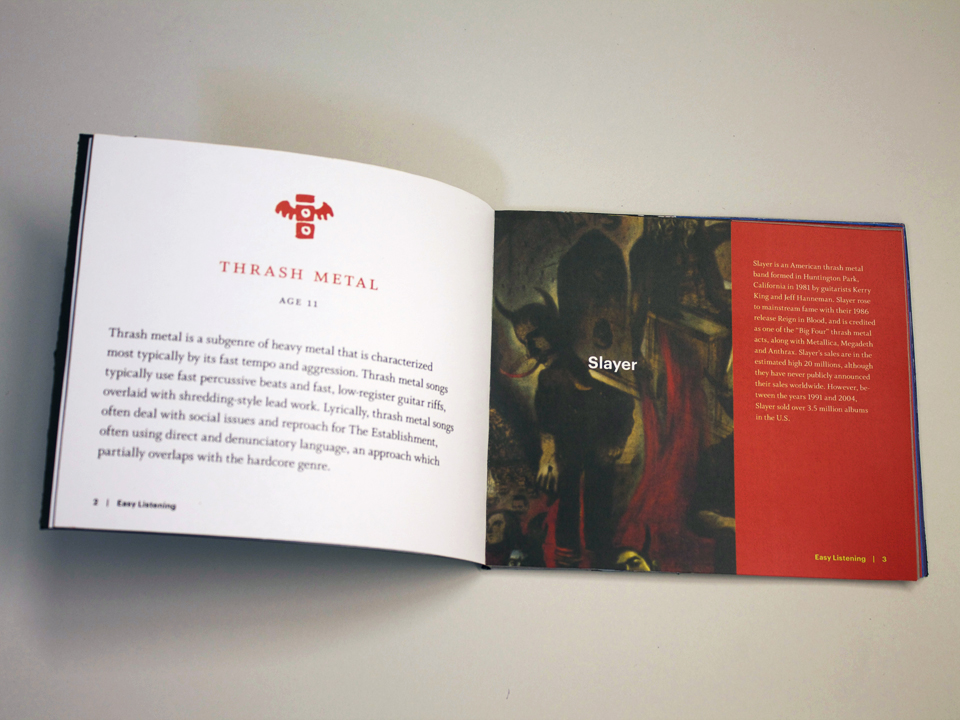 THRASH METAL
AGE 11
Thrash metal is a subgenre of heavy metal that is characterized
most typically by its fast tempo and aggression. Thrash metal songs
typically use fast percussive beats and fast, low-register guitar riffs,
overlaid with shredding-style lead work. Lyrically, thrash metal songs
often deal with social issues and reproach for The Establishment,
often using direct and denunciatory language, an approach which
partially overlaps with the hardcore genre.
2 | Easy Listening
Slayer
Slayer is an American thrash metal
band formed in Huntington Park,
California in 1981 by guitarists Kerry
King and Jeff Hanneman. Slayer rose
to mainstream fame with their 1986
release Reign in Blood, and is credited
as one of the "Big Four" thrash metal
acts, along with Metallica, Megadeth
and Anthrax. Slayer's sales are in the
estimated high 20 millions, although
they have never publicly announced
their sales worldwide. However, be-
tween the years 1991 and 2004,
Slayer sold over 3.5 million albums
in the U.S.
Easy Listening | 3